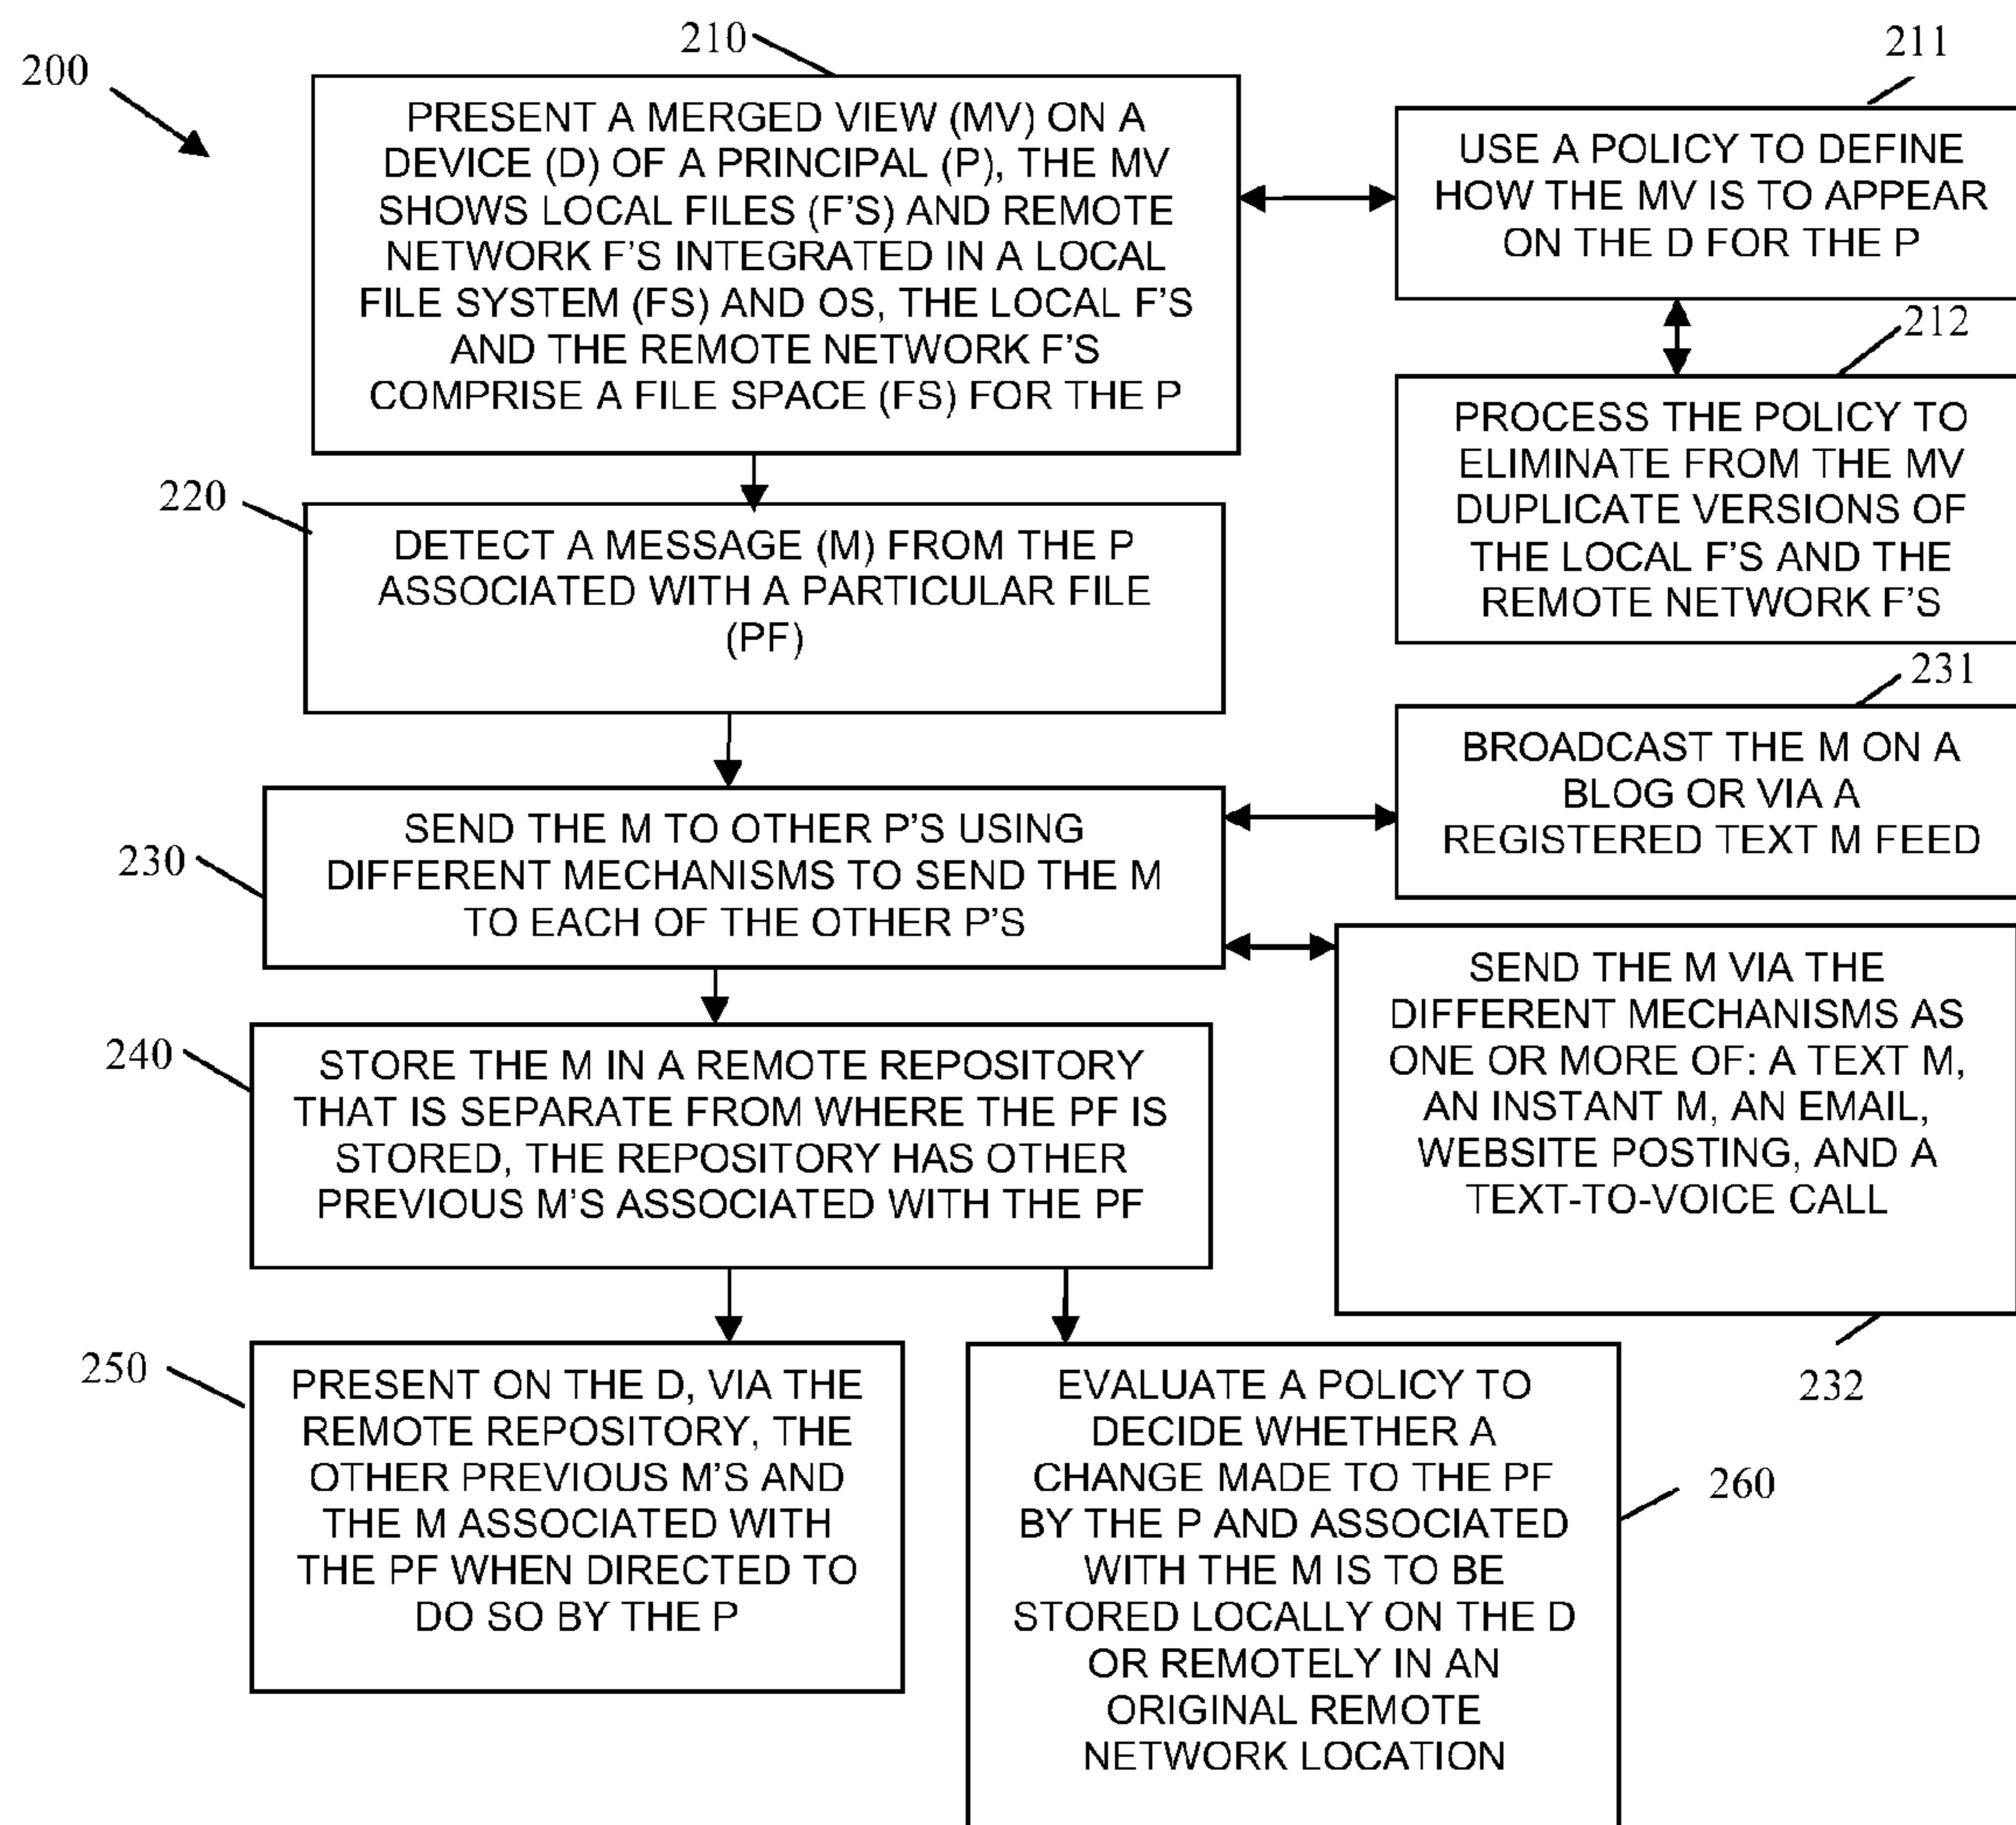 200
210
PRESENT A MERGED VIEW (MV) ON A
DEVICE (D) OF A PRINCIPAL (P), THE MV
SHOWS LOCAL FILES (F'S) AND REMOTE
NETWORK F'S INTEGRATED IN A LOCAL
FILE SYSTEM (FS) AND OS, THE LOCAL F'S
AND THE REMOTE NETWORK F'S
COMPRISE A FILE SPACE (FS) FOR THE P
211
USE A POLICY TO DEFINE
HOW THE MV IS TO APPEAR
ON THE D FOR THE P
212
PROCESS THE POLICY TO
ELIMINATE FROM THE MV
DUPLICATE VERSIONS OF
THE LOCAL F'S AND THE
REMOTE NETWORK F'S
220
DETECT A MESSAGE (M) FROM THE P
ASSOCIATED WITH A PARTICULAR FILE
(PF)
230
SEND THE M TO OTHER P'S USING
DIFFERENT MECHANISMS TO SEND THE M
TO EACH OF THE OTHER P'S
231
BROADCAST THE M ON A
BLOG OR VIA A
REGISTERED TEXT M FEED
SEND THE M VIA THE
DIFFERENT MECHANISMS AS
ONE OR MORE OF: A TEXT M,
AN INSTANT M, AN EMAIL,
WEBSITE POSTING, AND A
TEXT-TO-VOICE CALL
232
240
STORE THE M IN A REMOTE REPOSITORY
THAT IS SEPARATE FROM WHERE THE PF IS
STORED, THE REPOSITORY HAS OTHER
PREVIOUS M'S ASSOCIATED WITH THE PF
250
PRESENT ON THE D, VIA THE
REMOTE REPOSITORY, THE
OTHER PREVIOUS M'S AND
THE M ASSOCIATED WITH
THE PF WHEN DIRECTED TO
DO SO BY THE P
EVALUATE A POLICY TO
DECIDE WHETHER A
CHANGE MADE TO THE PF
BY THE P AND ASSOCIATED
WITH THE M IS TO BE
STORED LOCALLY ON THE D
OR REMOTELY IN AN
ORIGINAL REMOTE
NETWORK LOCATION
260